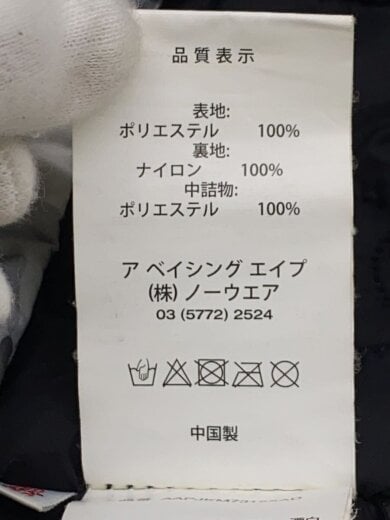 品質表示
表地:
ポリエステル 100%
裏地:
ナイロン 100%
中詰物:
ポリエステル 100%
ア ベイシング エイプ
(株) ノーウエア
03 (5772) 2524
中国製